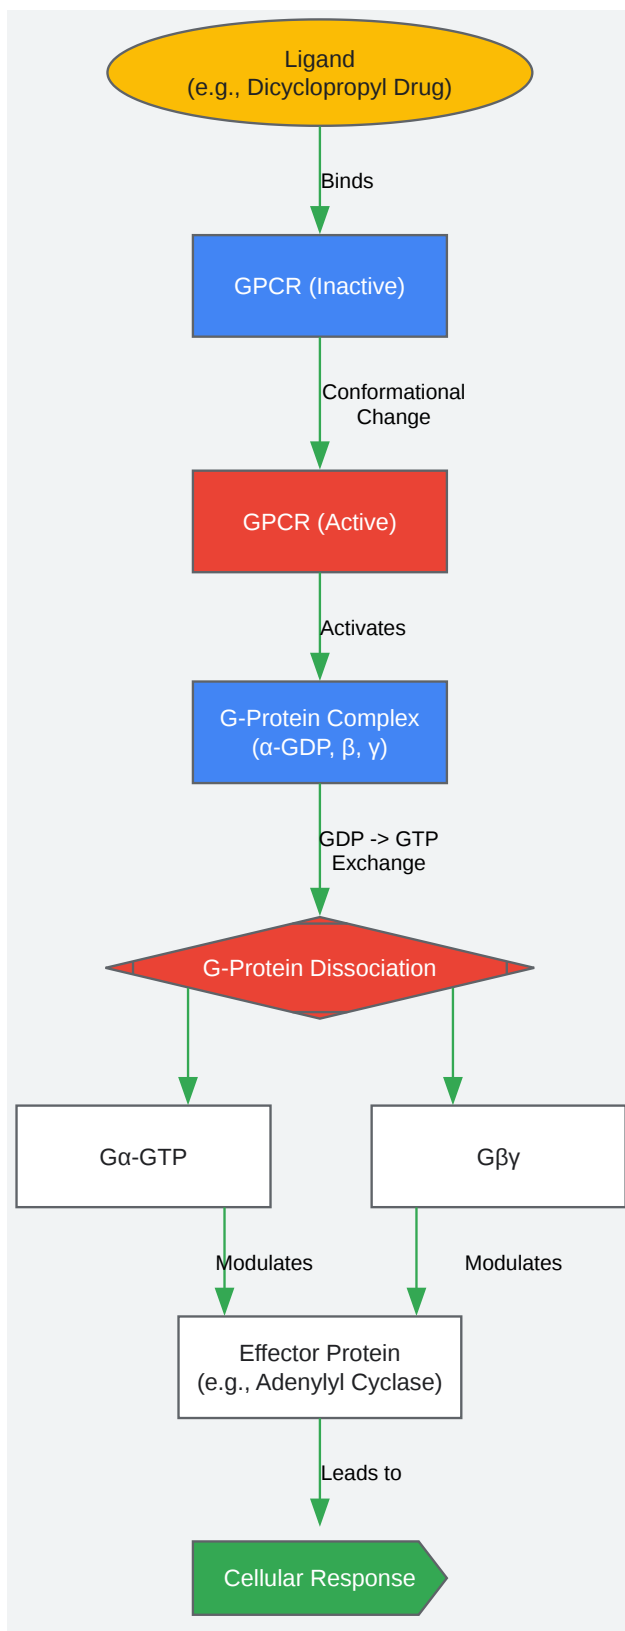 Ligand
(e.g., Dicyclopropyl Drug)
Binds
GPCR (Inactive)
Conformational
Change
GPCR (Active)
Activates
G-Protein Complex
(α-GDP, β, γ)
GDP -> GTP
Exchange
G-Protein Dissociation
Gα-GTP
Gβγ
Modulates
Modulates
Effector Protein
(e.g., Adenylyl Cyclase)
Leads to
Cellular Response